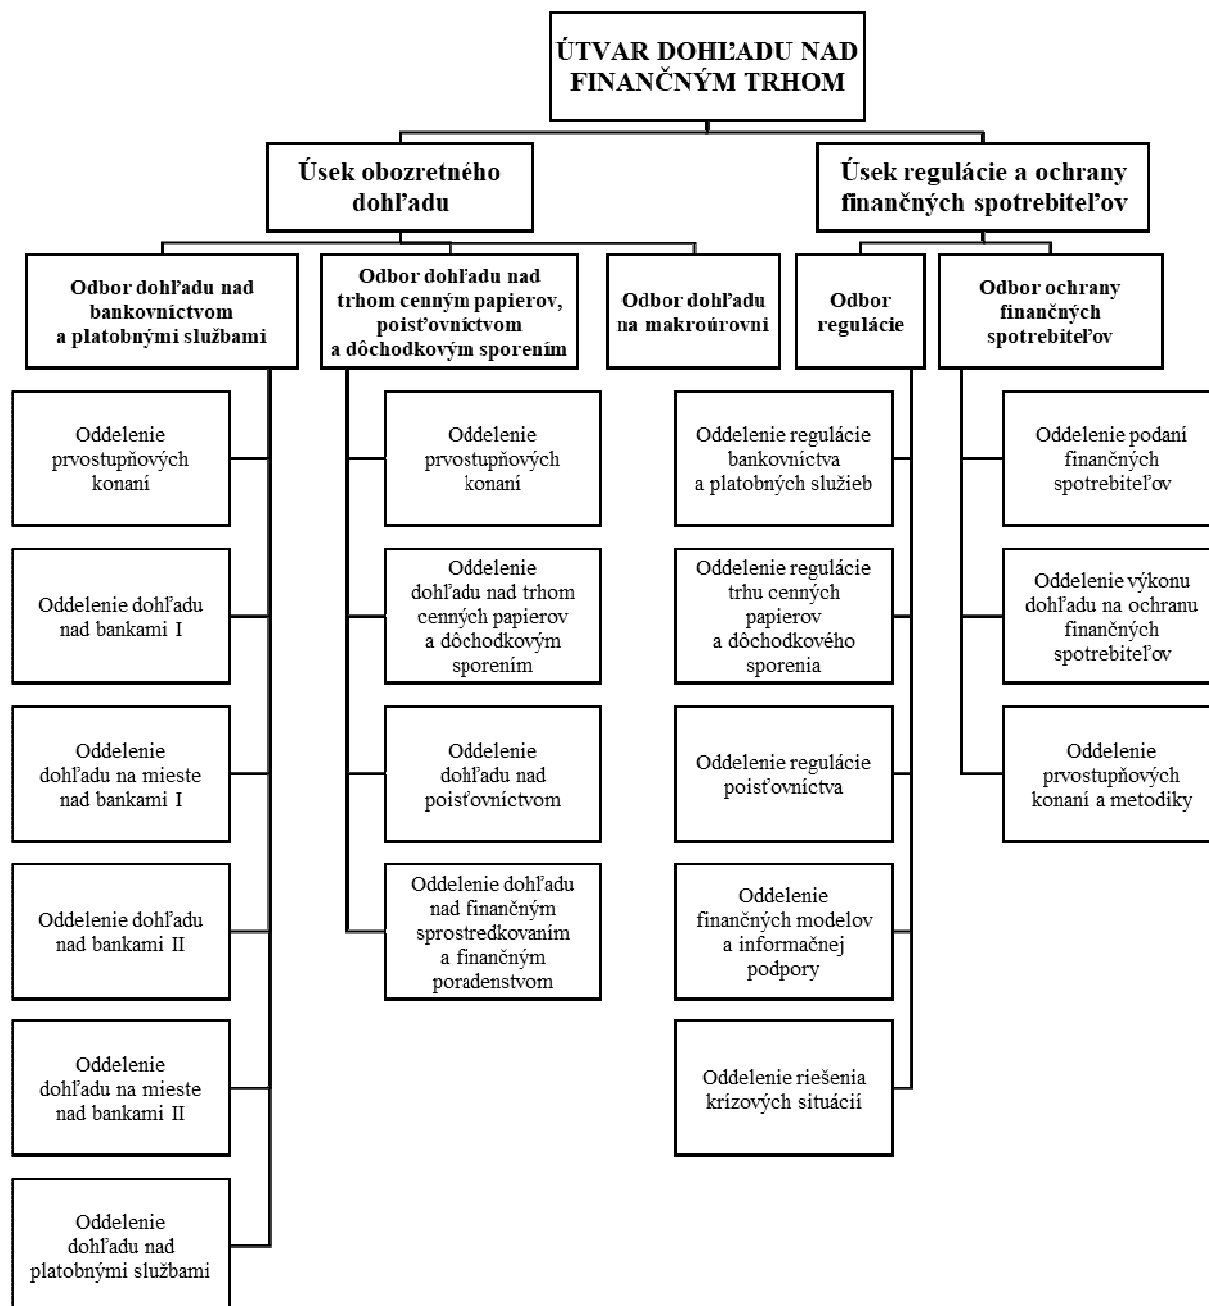 ÚTVAR DOHĽADU NAD
FINANČNÝM TRHOM
Úsek obozretného
dohľadu
Úsek regulácie a ochrany
finančných spotrebiteľov
Odbor dohľadu nad
bankovníctvom
a platobnými službami
Odbor dohľadu nad
trhom cenným papierov,
poisťovníctvom
a dôchodkovým sporením
Odbor dohľadu
na makroúrovni
Odbor
regulácie
Odbor ochrany
finančných
spotrebiteľov
Oddelenie
prvostupňových
konaní
Oddelenie dohľadu
nad bankami I
Oddelenie
dohľadu na mieste
nad bankami I
Oddelenie dohľadu
nad bankami II
Oddelenie
dohľadu na mieste
nad bankami II
Oddelenie
dohľadu nad
platobnými službami
Oddelenie
prvostupňových
konaní
Oddelenie
dohľadu nad trhom
cenných papierov
a dôchodkovým
sporením
Oddelenie
dohľadu nad
poisťovníctvom
Oddelenie dohľadu
nad finančným
sprostredkovaním
a finančným
poradenstvom
Oddelenie regulácie
bankovníctva
a platobných služieb
Oddelenie regulácie
trhu cenných
papierov
a dôchodkového
sporenia
Oddelenie regulácie
poisťovníctva
Oddelenie
finančných modelov
a informačnej
podpory
Oddelenie riešenia
krízových situácií
Oddelenie podaní
finančných
spotrebiteľov
Oddelenie výkonu
dohľadu na ochranu
finančných
spotrebiteľov
Oddelenie
prvostupňových
konaní a metodiky